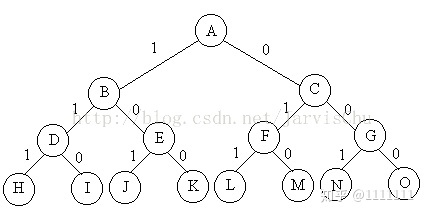 A
1 0
B C
1 0 1 0
http://blog.csdn.net/jarvischu
D E F G
1 0 1 0 1 0 1 0
H I J K L M N O
知乎 @1111111